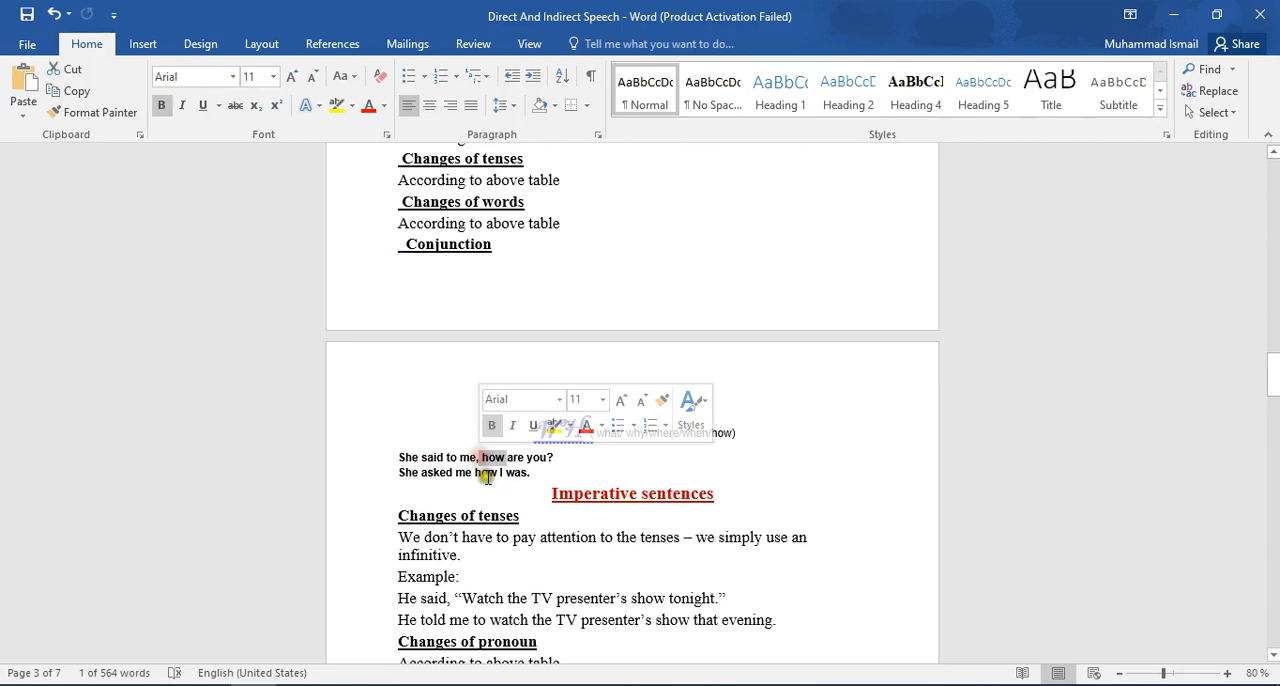 Direct And Indirect Speech - Word (Product Activation Failed)
File Home Insert Design Layout References Mailings Review View Tell me what you want to do... Muhammad Ismail Share
Paste Cut Copy Format Painter Clipboard
Arial 11 Aa
B I U abc X₂ X² A A Font
Paragraph
AaBbCcDc AaBbCcDc AaBbC AaBbCcD AaBbCcI AaBbCcDc AaB AaBbCcD
¶ Normal ¶ No Spac... Heading 1 Heading 2 Heading 4 Heading 5 Title Subtitle
Styles
Find Replace Select Editing
Changes of tenses
According to above table
Changes of words
According to above table
Conjunction
Arial 11
B I U A Styles
WH ( what/ why/where/when/how)
She said to me, how are you?
She asked me how I was.
Imperative sentences
Changes of tenses
We don’t have to pay attention to the tenses – we simply use an
infinitive.
Example:
He said, “Watch the TV presenter’s show tonight.”
He told me to watch the TV presenter’s show that evening.
Changes of pronoun
According to above table
Page 3 of 7 1 of 564 words English (United States) 80 %